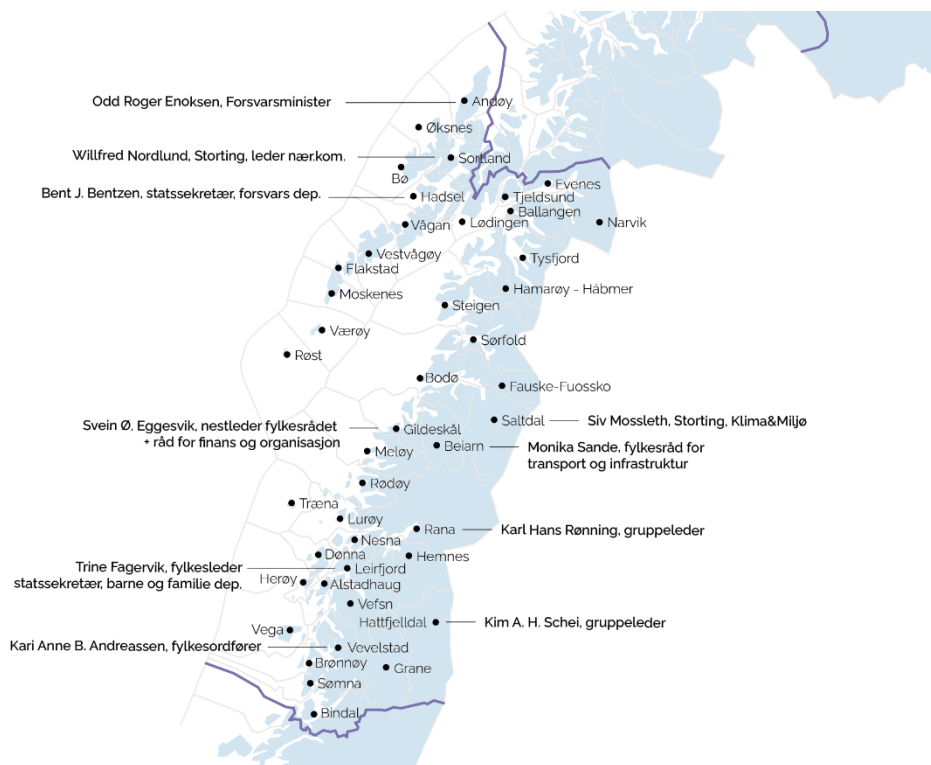 Odd Roger Enoksen, Forsvarsminister
Andøy
Øksnes
Willfred Nordlund, Storting, leder nær.kom.
Sortland
Bø
Evenes
Bent J. Bentzen, statssekretær, forsvars dep.
Hadsel
Tjeldsund
Ballangen
Vågan
Lødingen
Narvik
Vestvågøy
Tysfjord
Flakstad
Hamarøy - Hábmer
Moskenes
Steigen
Værøy
Sørfold
Røst
Bodø
Fauske-Fuossko
Saltdal
Siv Mossleth, Storting, Klima&Miljø
Svein Ø. Eggesvik, nestleder fylkesrådet
+ råd for finans og organisasjon
Gildeskål
Beiarn
Monika Sande, fylkesråd for
transport og infrastruktur
Meløy
Rødøy
Træna
Lurøy
Rana
Karl Hans Rønning, gruppeleder
Nesna
Dønna
Hemnes
Trine Fagervik, fylkesleder
statssekretær, barne og familie dep.
Leirfjord
Herøy
Alstadhaug
Vefsn
Hattfjelldal
Kim A. H. Schei, gruppeleder
Vega
Kari Anne B. Andreassen, fylkesordfører
Vevelstad
Brønnøy
Grane
Sømna
Bindal